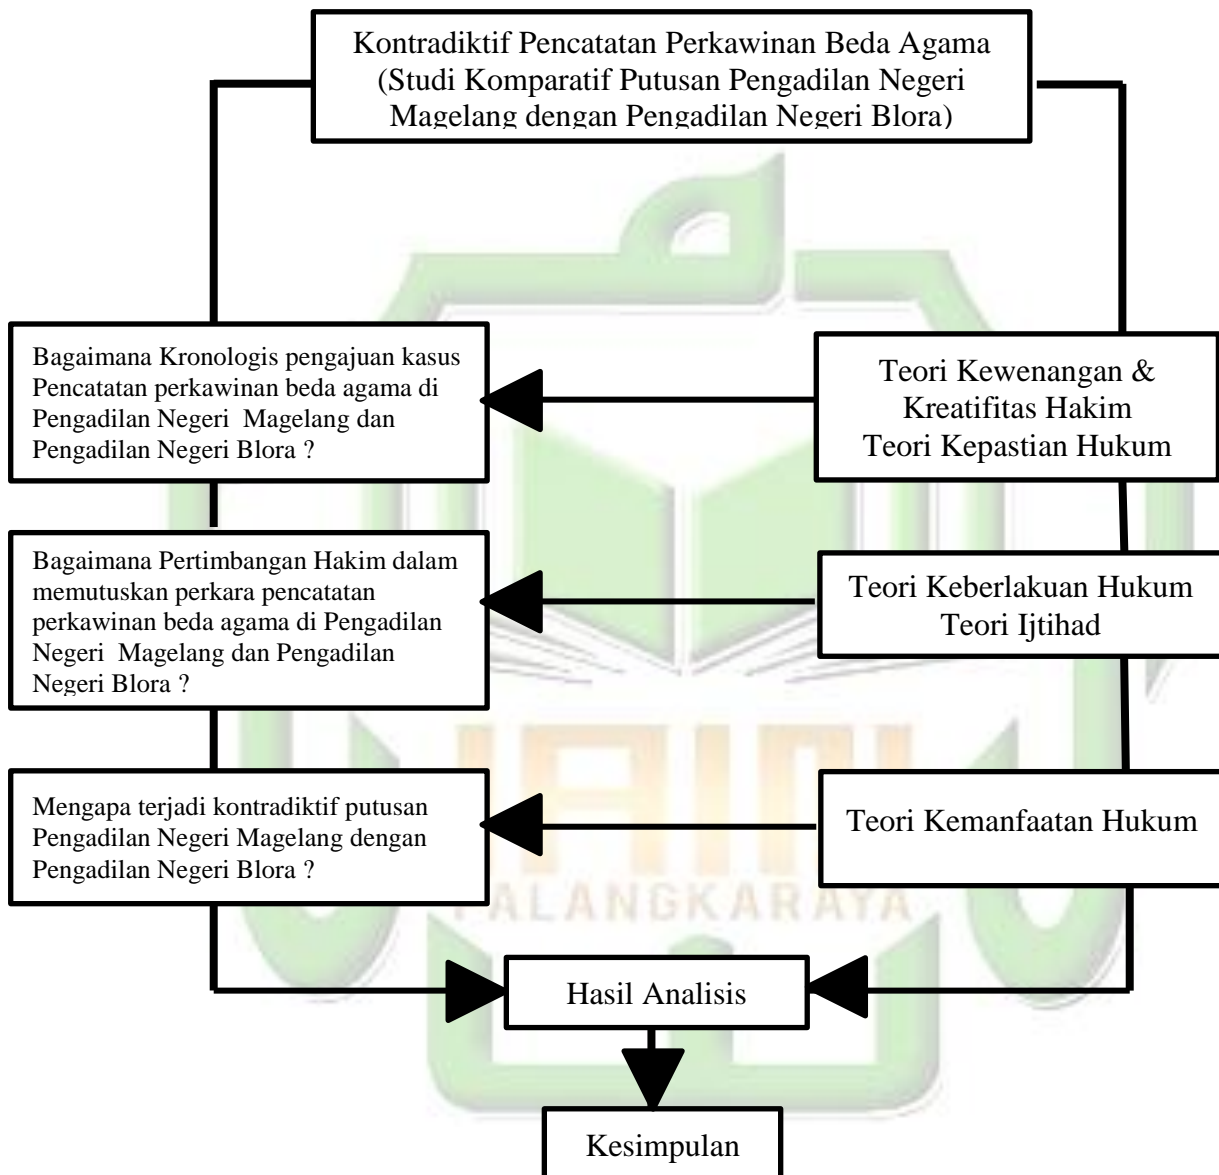 Kontradiktif Pencatatan Perkawinan Beda Agama
(Studi Komparatif Putusan Pengadilan Negeri
Magelang dengan Pengadilan Negeri Blora)
Bagaimana Kronologis pengajuan kasus
Pencatatan perkawinan beda agama di
Pengadilan Negeri Magelang dan
Pengadilan Negeri Blora ?
Teori Kewenangan &
Kreatifitas Hakim
Teori Kepastian Hukum
Bagaimana Pertimbangan Hakim dalam
memutuskan perkara pencatatan
perkawinan beda agama di Pengadilan
Negeri Magelang dan Pengadilan
Negeri Blora ?
Teori Keberlakuan Hukum
Teori Ijtihad
Mengapa terjadi kontradiktif putusan
Pengadilan Negeri Magelang dengan
Pengadilan Negeri Blora ?
Teori Kemanfaatan Hukum
IAIN
PALANGKARAYA
Hasil Analisis
Kesimpulan